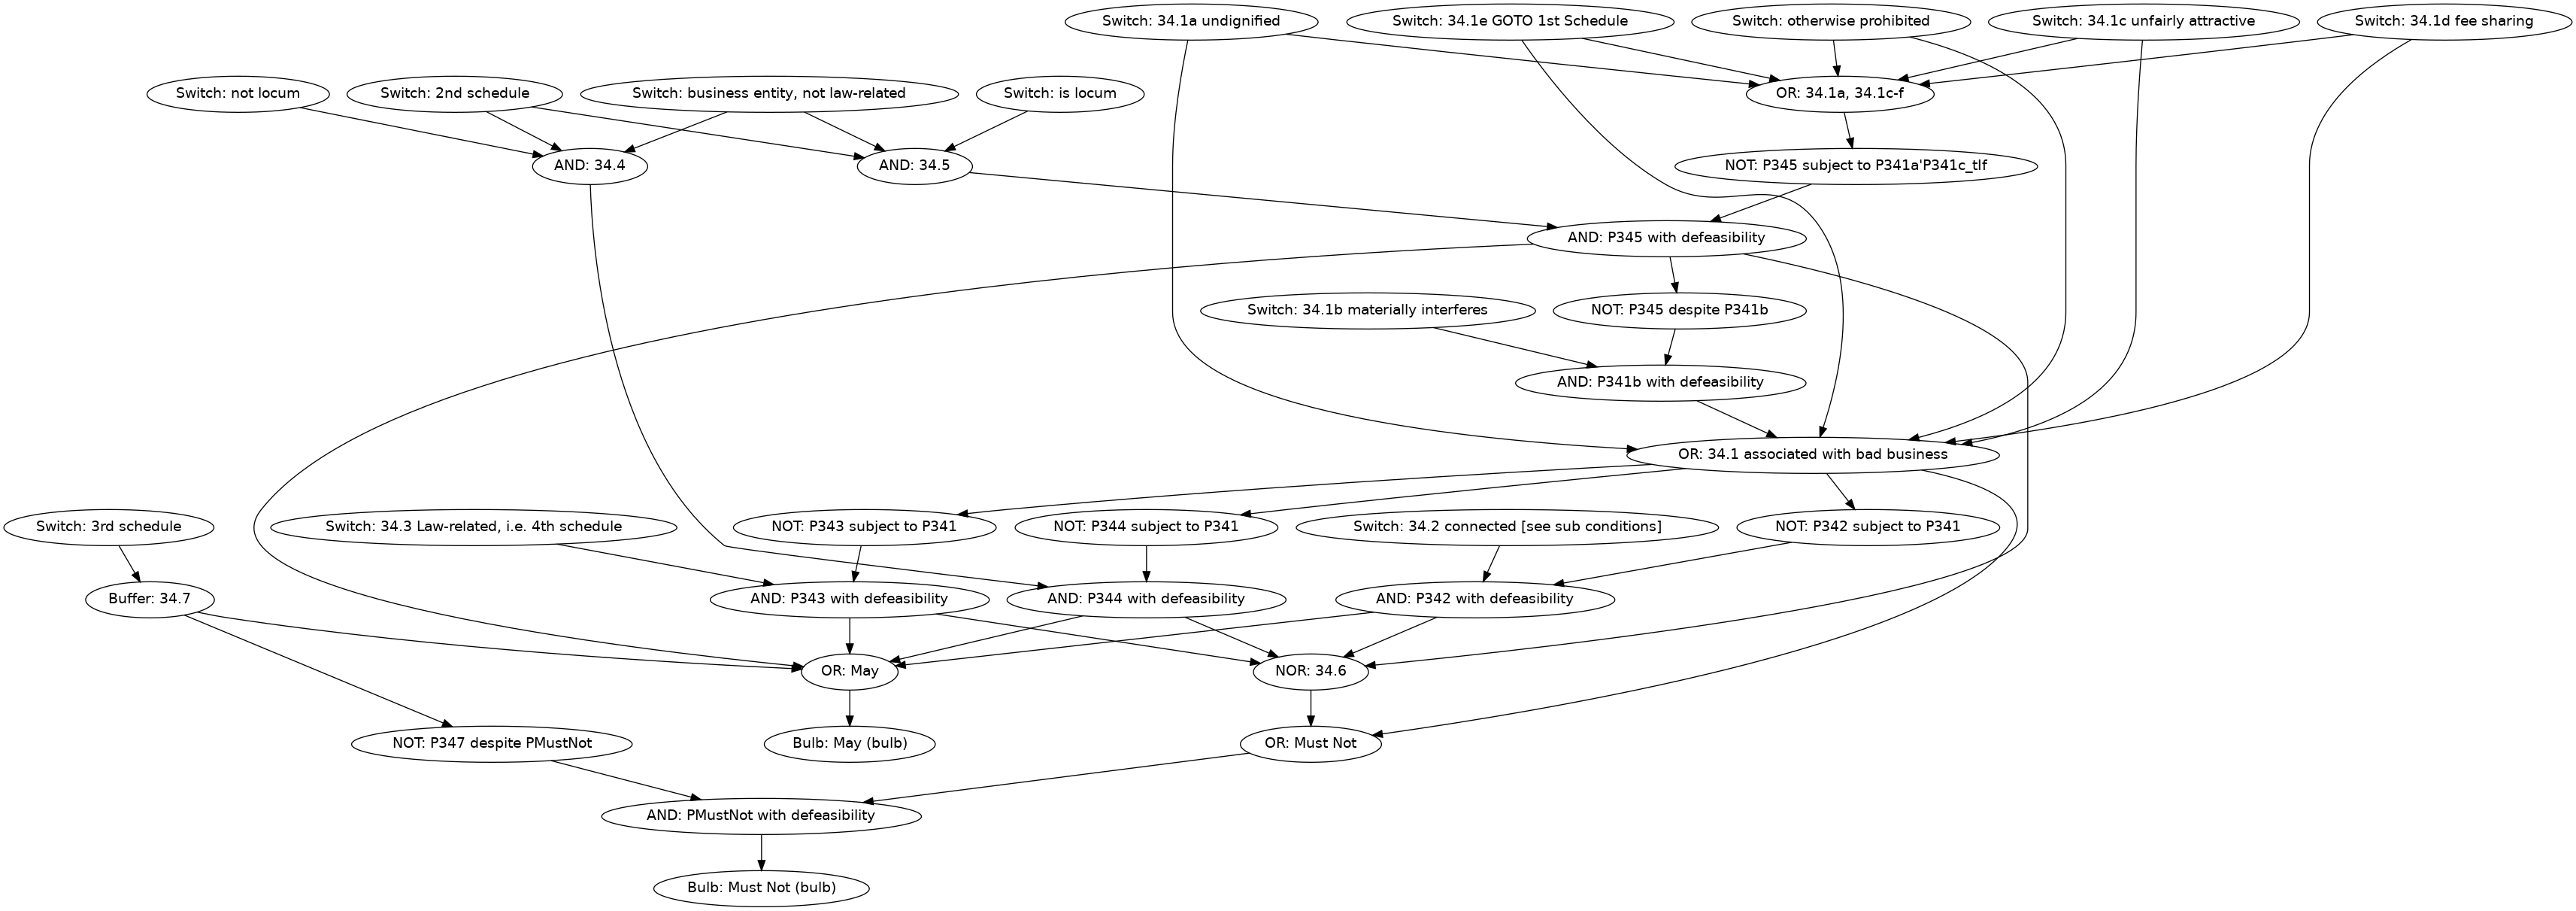 Switch: 34.1a undignified
Switch: 34.1e GOTO 1st Schedule
Switch: otherwise prohibited
Switch: 34.1c unfairly attractive
Switch: 34.1d fee sharing
Switch: not locum
Switch: 2nd schedule
Switch: business entity, not law-related
Switch: is locum
OR: 34.1a, 34.1c-f
AND: 34.4
AND: 34.5
NOT: P345 subject to P341a'P341c_tlf
AND: P345 with defeasibility
Switch: 34.1b materially interferes
NOT: P345 despite P341b
AND: P341b with defeasibility
OR: 34.1 associated with bad business
Switch: 3rd schedule
Switch: 34.3 Law-related, i.e. 4th schedule
NOT: P343 subject to P341
NOT: P344 subject to P341
Switch: 34.2 connected [see sub conditions]
NOT: P342 subject to P341
Buffer: 34.7
AND: P343 with defeasibility
AND: P344 with defeasibility
AND: P342 with defeasibility
OR: May
NOR: 34.6
NOT: P347 despite PMustNot
Bulb: May (bulb)
OR: Must Not
AND: PMustNot with defeasibility
Bulb: Must Not (bulb)